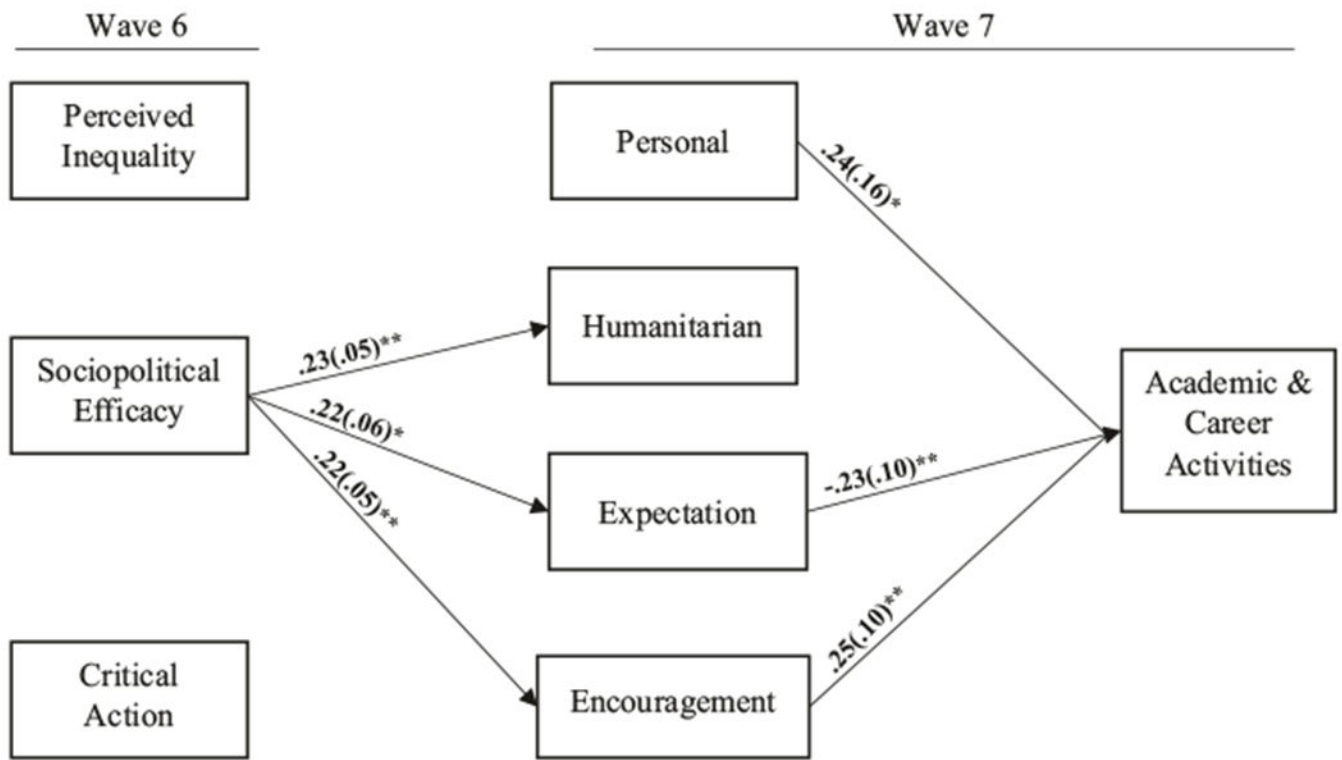 Wave 6
Wave 7
Perceived
Inequality
Personal
.24(.16)*
Humanitarian
.23(.05)**
Sociopolitical
Efficacy
.22(.06)*
.22(.05)**
Academic &
Career
Activities
Expectation
-.23(.10)**
.25(.10)**
Critical
Action
Encouragement